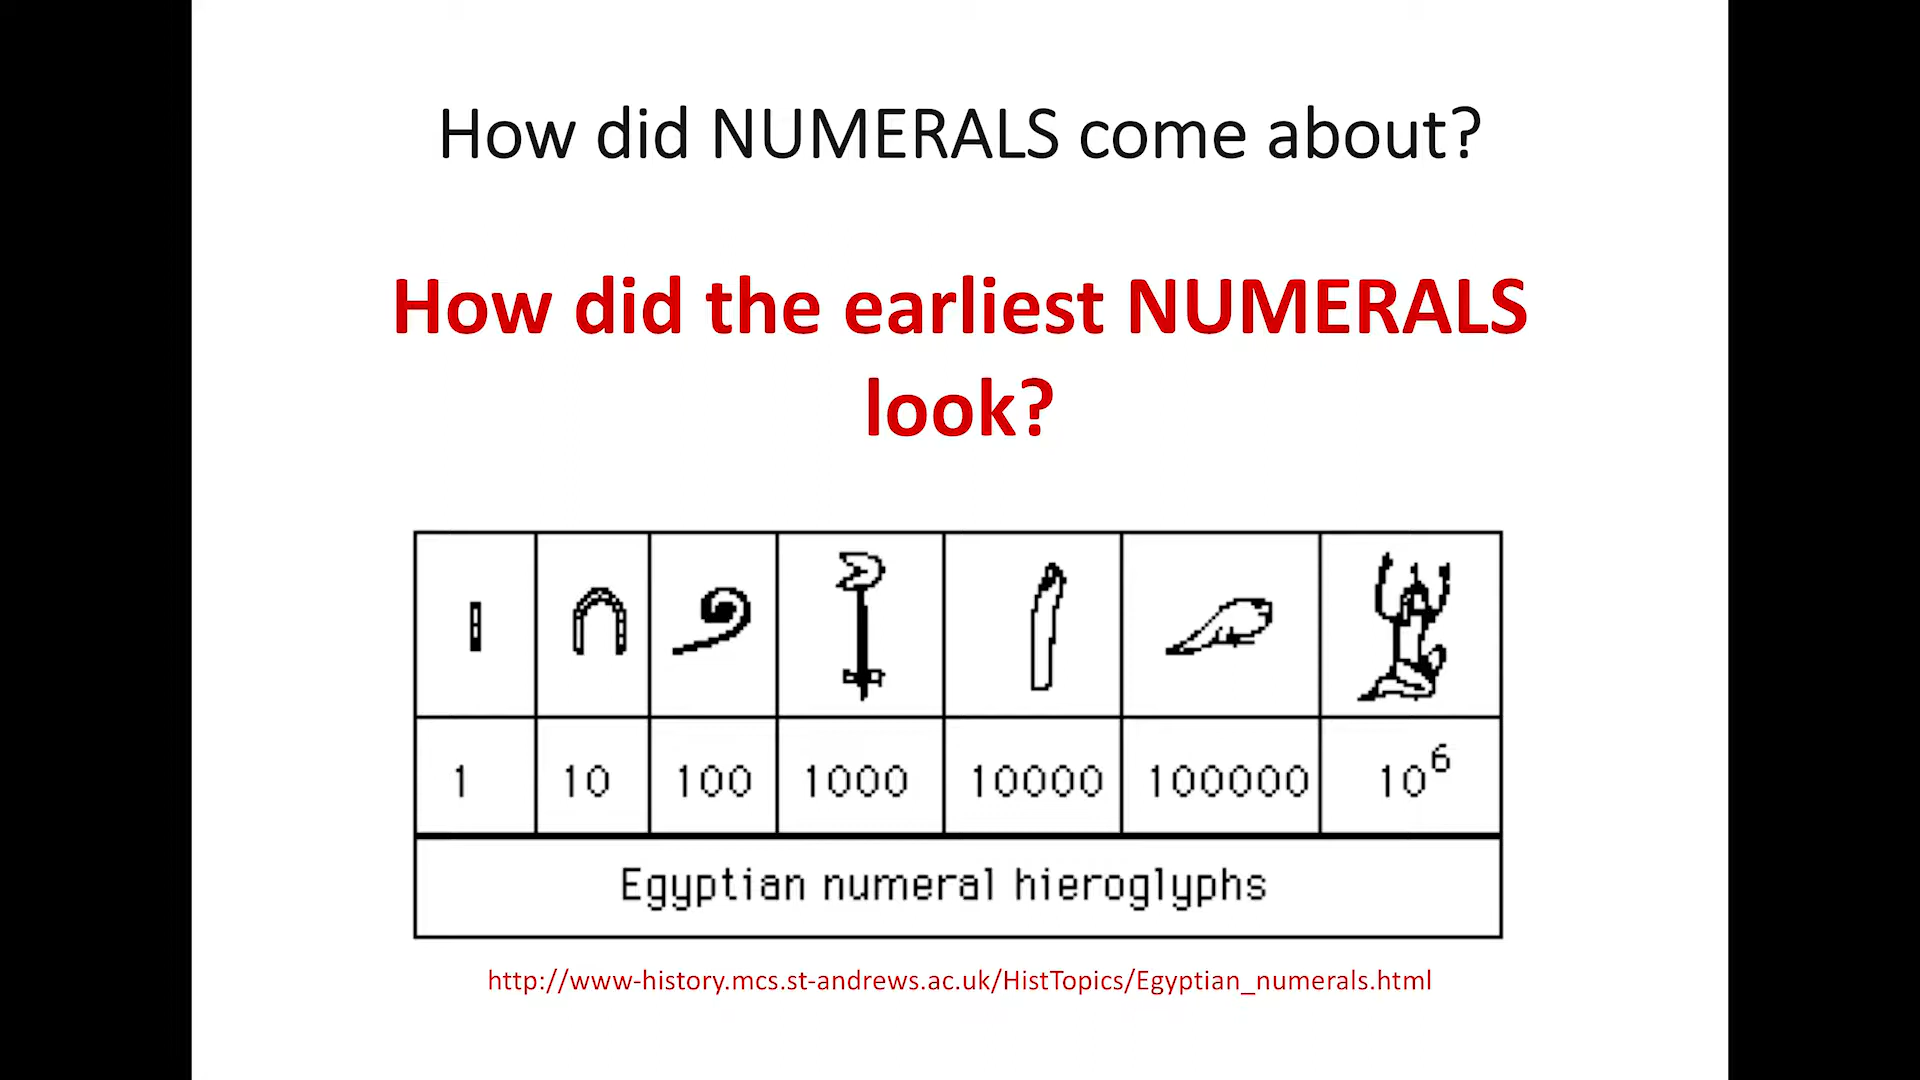 How did NUMERALS come about?
How did the earliest NUMERALS
look?
1 10 100 1000 10000 100000 10⁶
Egyptian numeral hieroglyphs
http://www-history.mcs.st-andrews.ac.uk/HistTopics/Egyptian_numerals.html